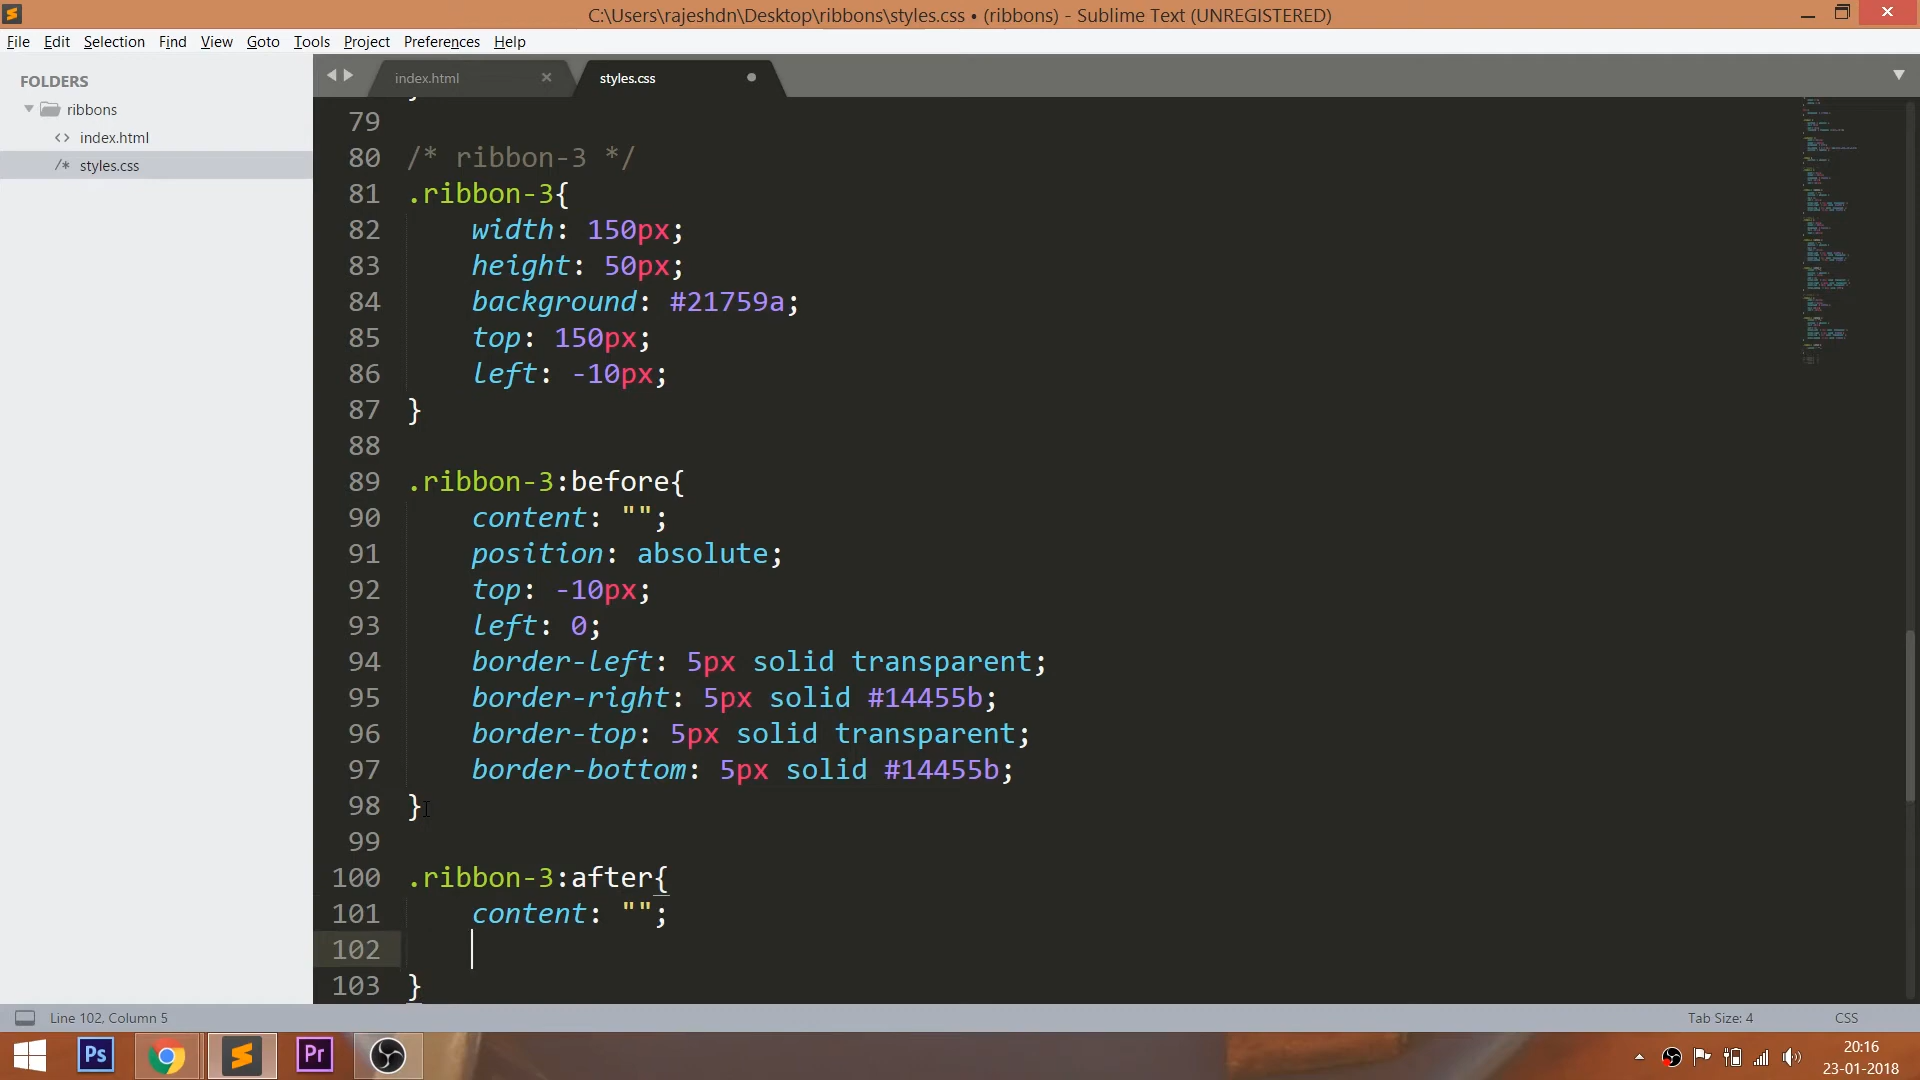 C:\Users\rajeshdn\Desktop\ribbons\styles.css • (ribbons) - Sublime Text (UNREGISTERED)
File Edit Selection Find View Goto Tools Project Preferences Help
FOLDERS
ribbons
<> index.html
/* styles.css
index.html
styles.css
79
80 /* ribbon-3 */
81 .ribbon-3{
82 width: 150px;
83 height: 50px;
84 background: #21759a;
85 top: 150px;
86 left: -10px;
87 }
88
89 .ribbon-3:before{
90 content: "";
91 position: absolute;
92 top: -10px;
93 left: 0;
94 border-left: 5px solid transparent;
95 border-right: 5px solid #14455b;
96 border-top: 5px solid transparent;
97 border-bottom: 5px solid #14455b;
98 }
99
100 .ribbon-3:after{
101 content: "";
102
103 }
Line 102, Column 5
Tab Size: 4
CSS
Ps
Pr
20:16
23-01-2018